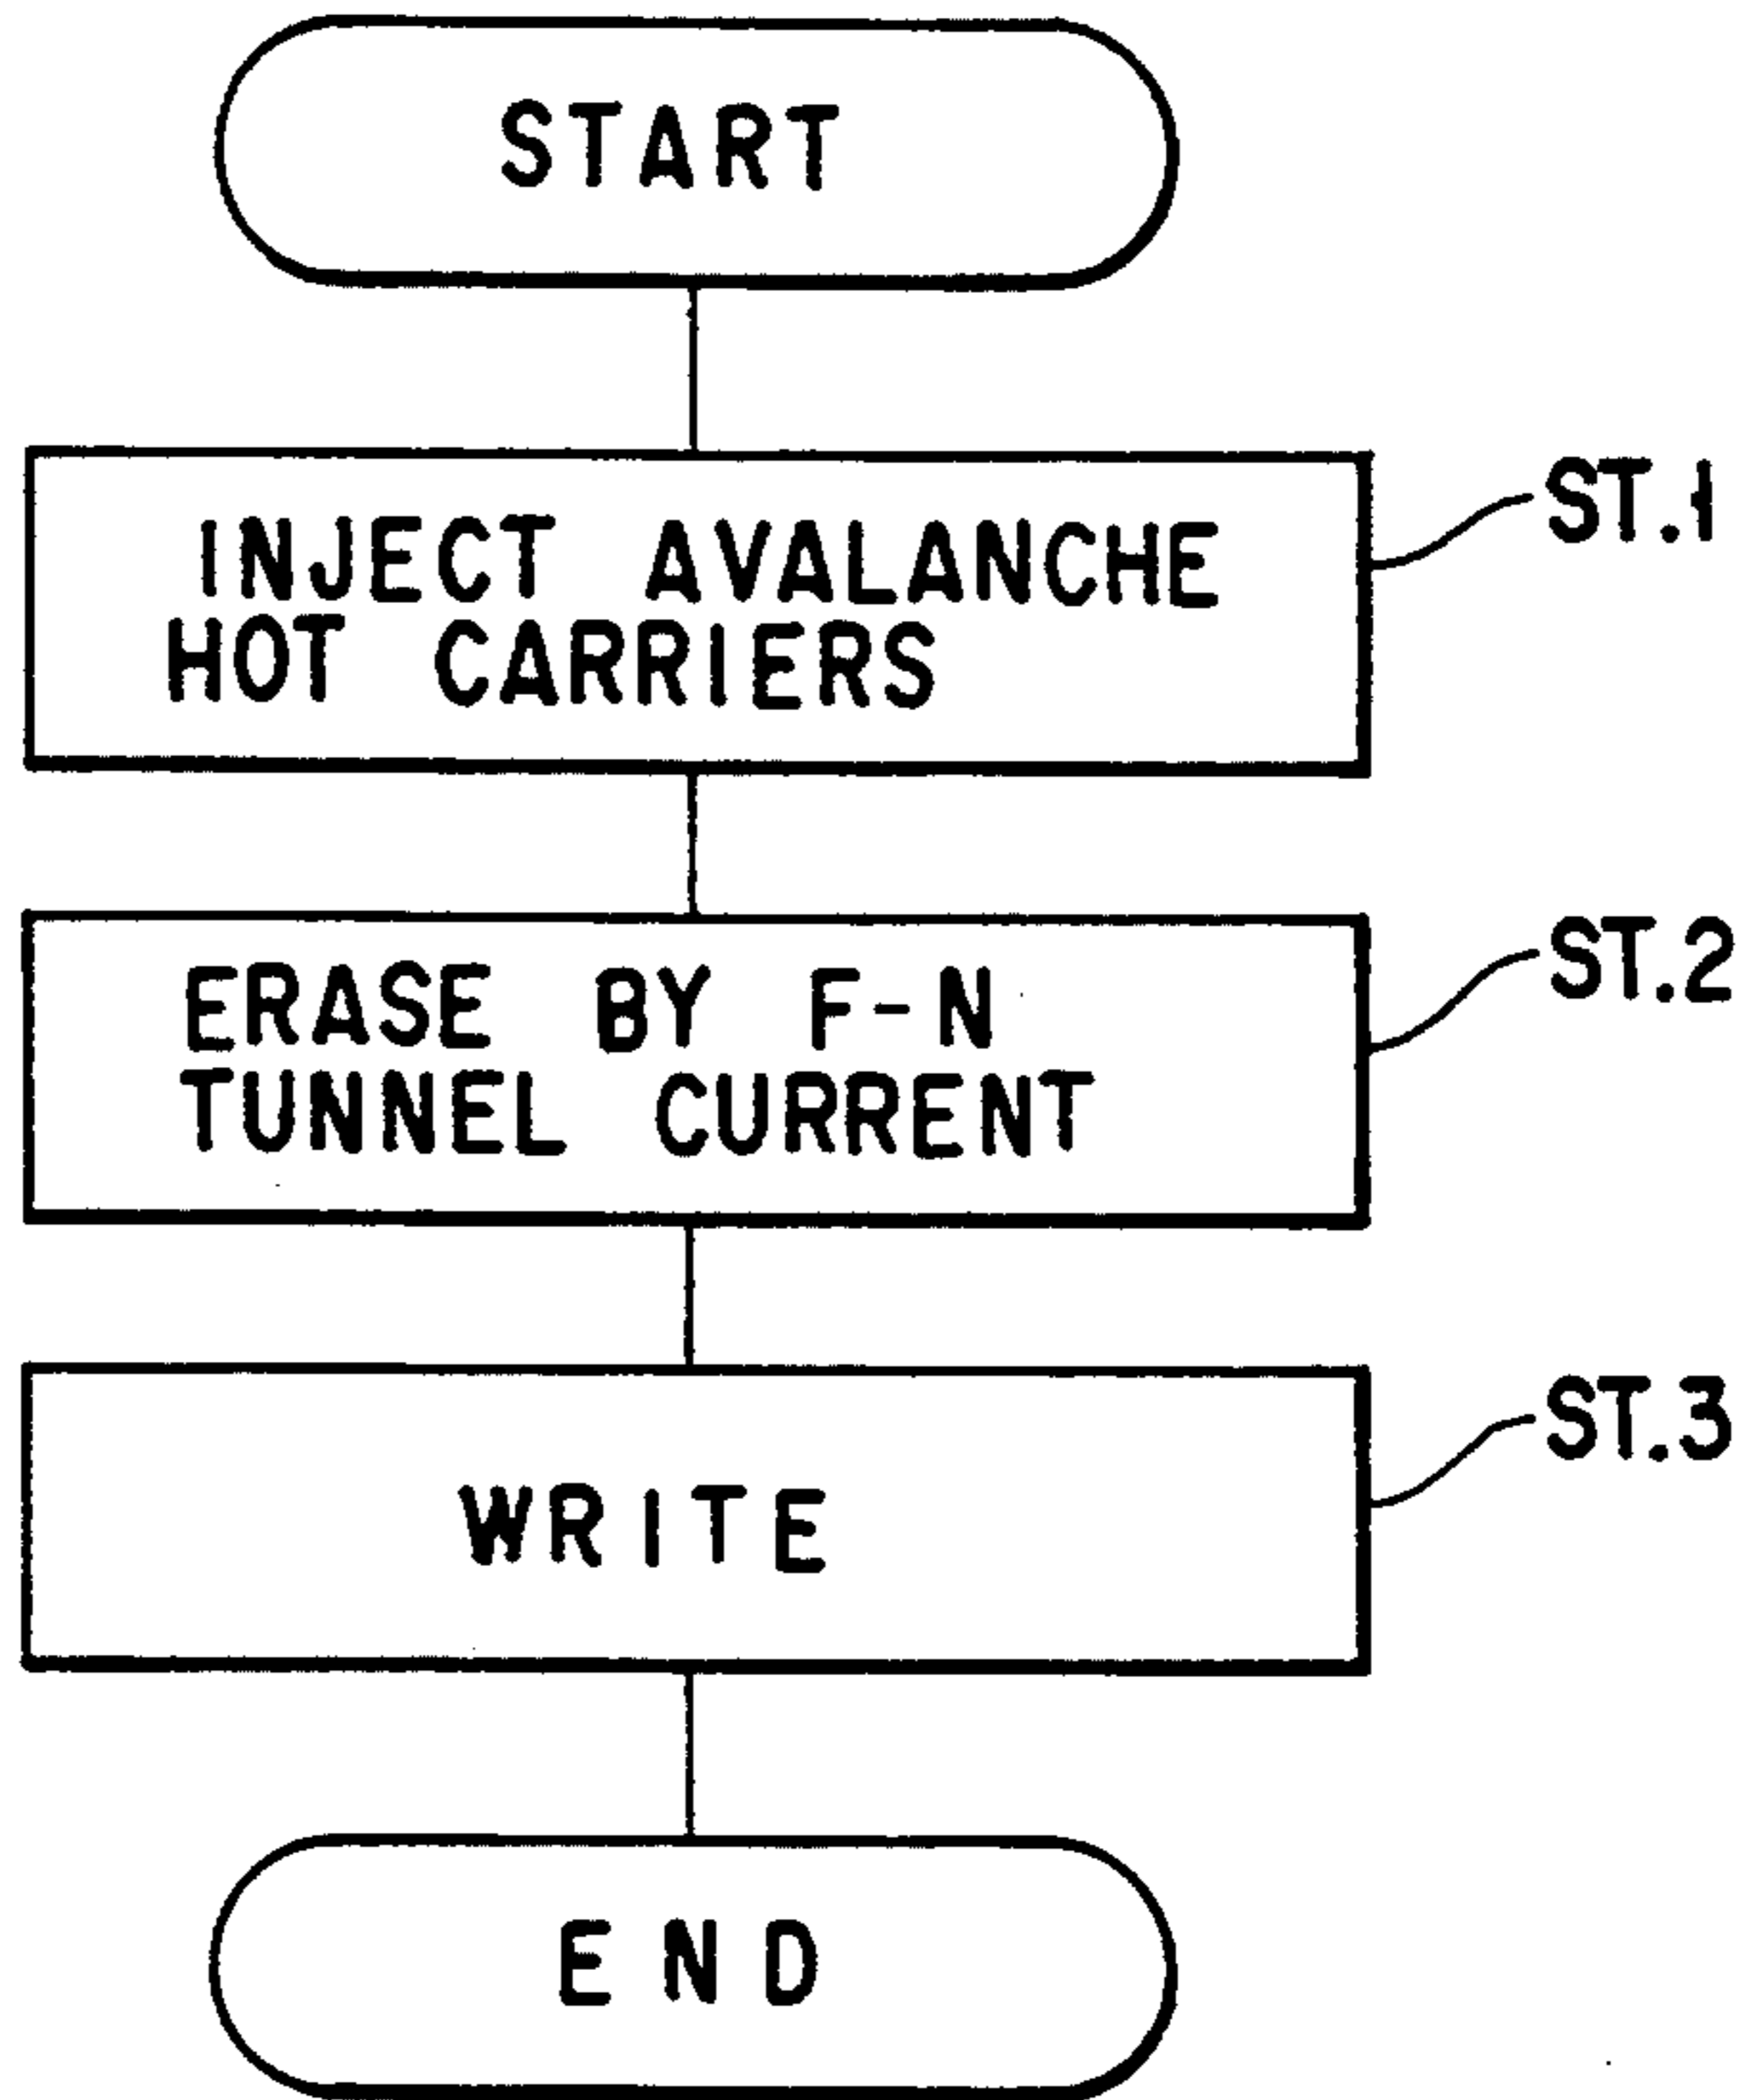 START
INJECT AVALANCHE
HOT CARRIERS
ST.1
ERASE BY F-N
TUNNEL CURRENT
ST.2
WRITE
ST.3
END